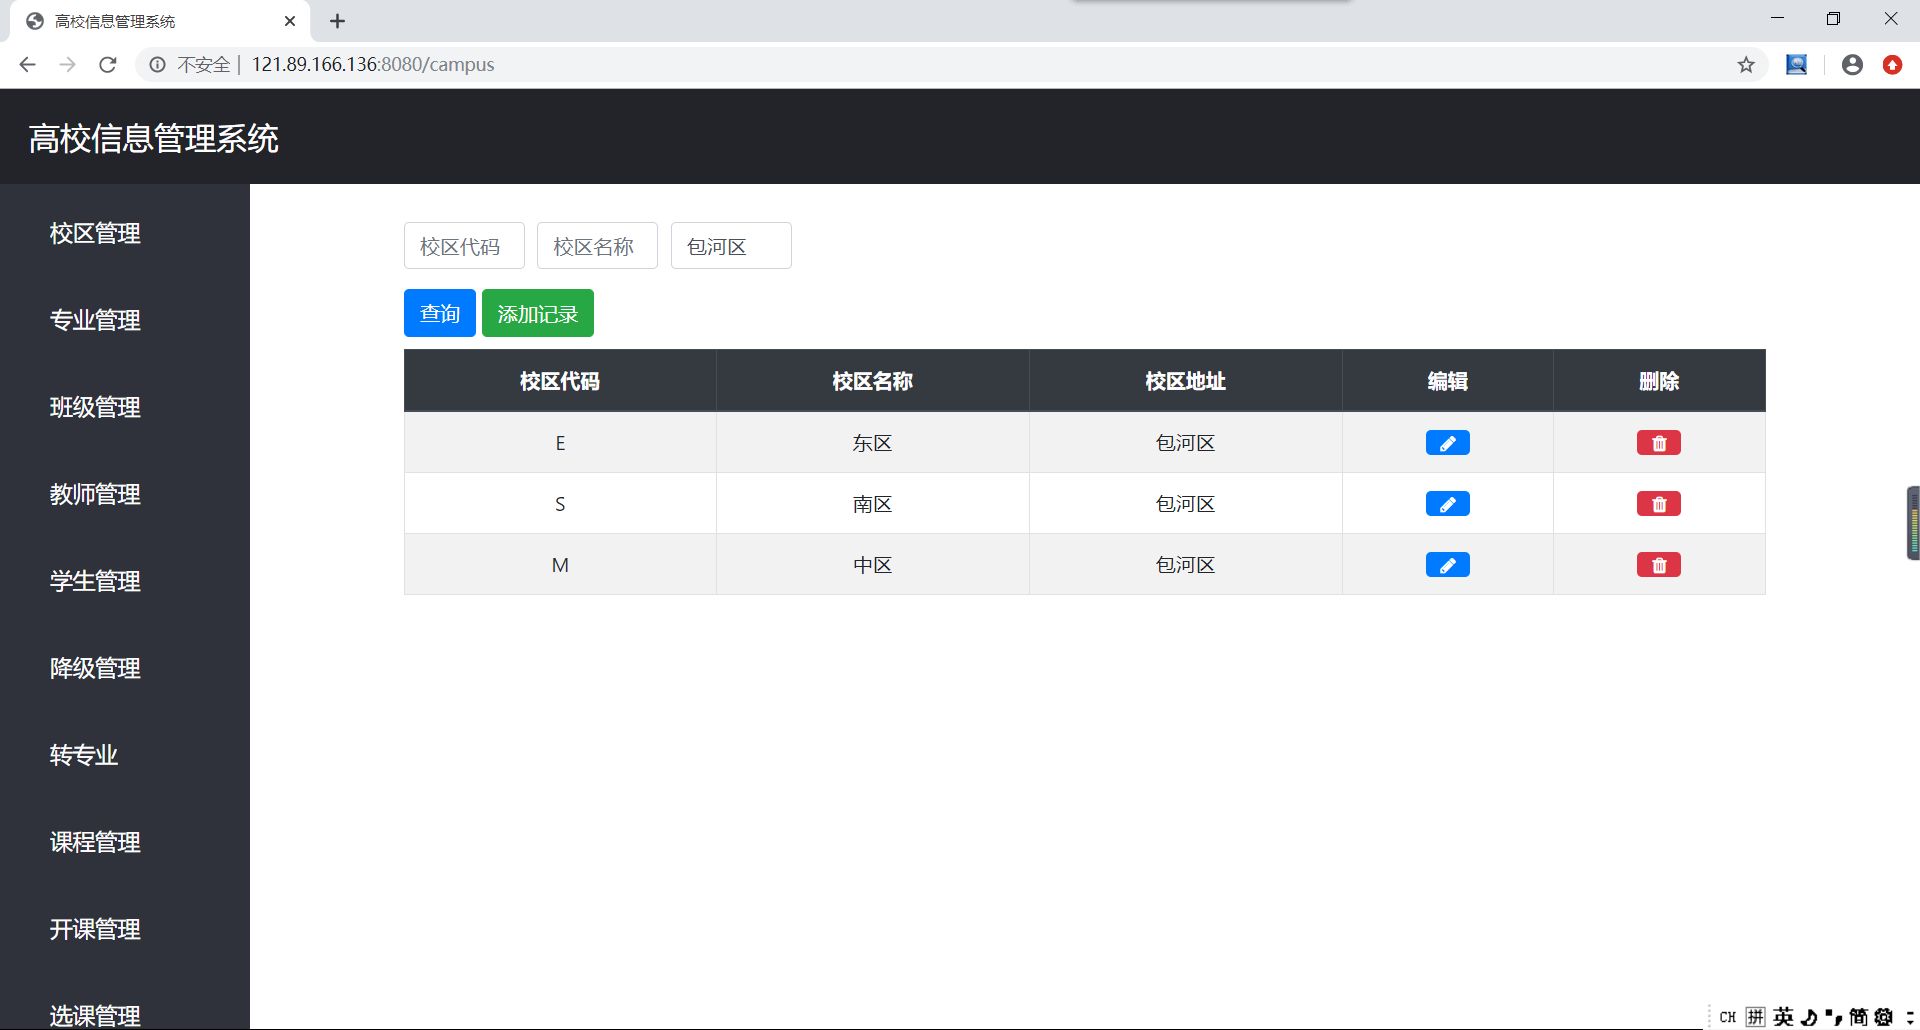 高校信息管理系统
不安全 | 121.89.166.136:8080/campus
高校信息管理系统
校区管理
专业管理
班级管理
教师管理
学生管理
降级管理
转专业
课程管理
开课管理
选课管理
校区代码 校区名称 包河区
查询 添加记录
校区代码 校区名称 校区地址 编辑 删除
E 东区 包河区
S 南区 包河区
M 中区 包河区
CH 拼 英 简